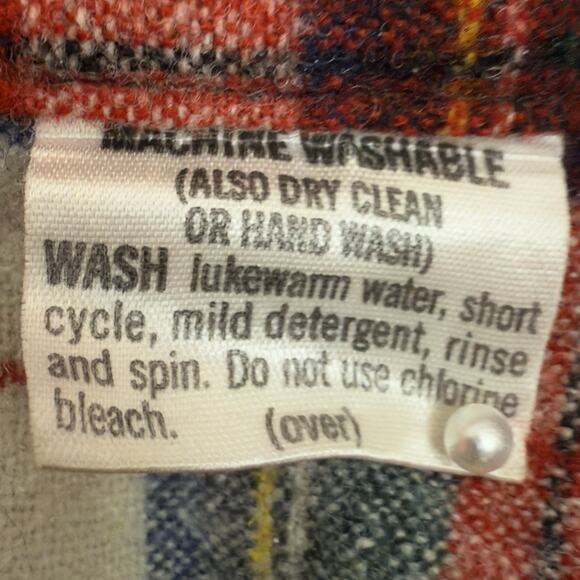 MACHINE WASHABLE
(ALSO DRY CLEAN
OR HAND WASH)
WASH lukewarm water, short
cycle, mild detergent, rinse
and spin. Do not use chlorine
bleach. (over)